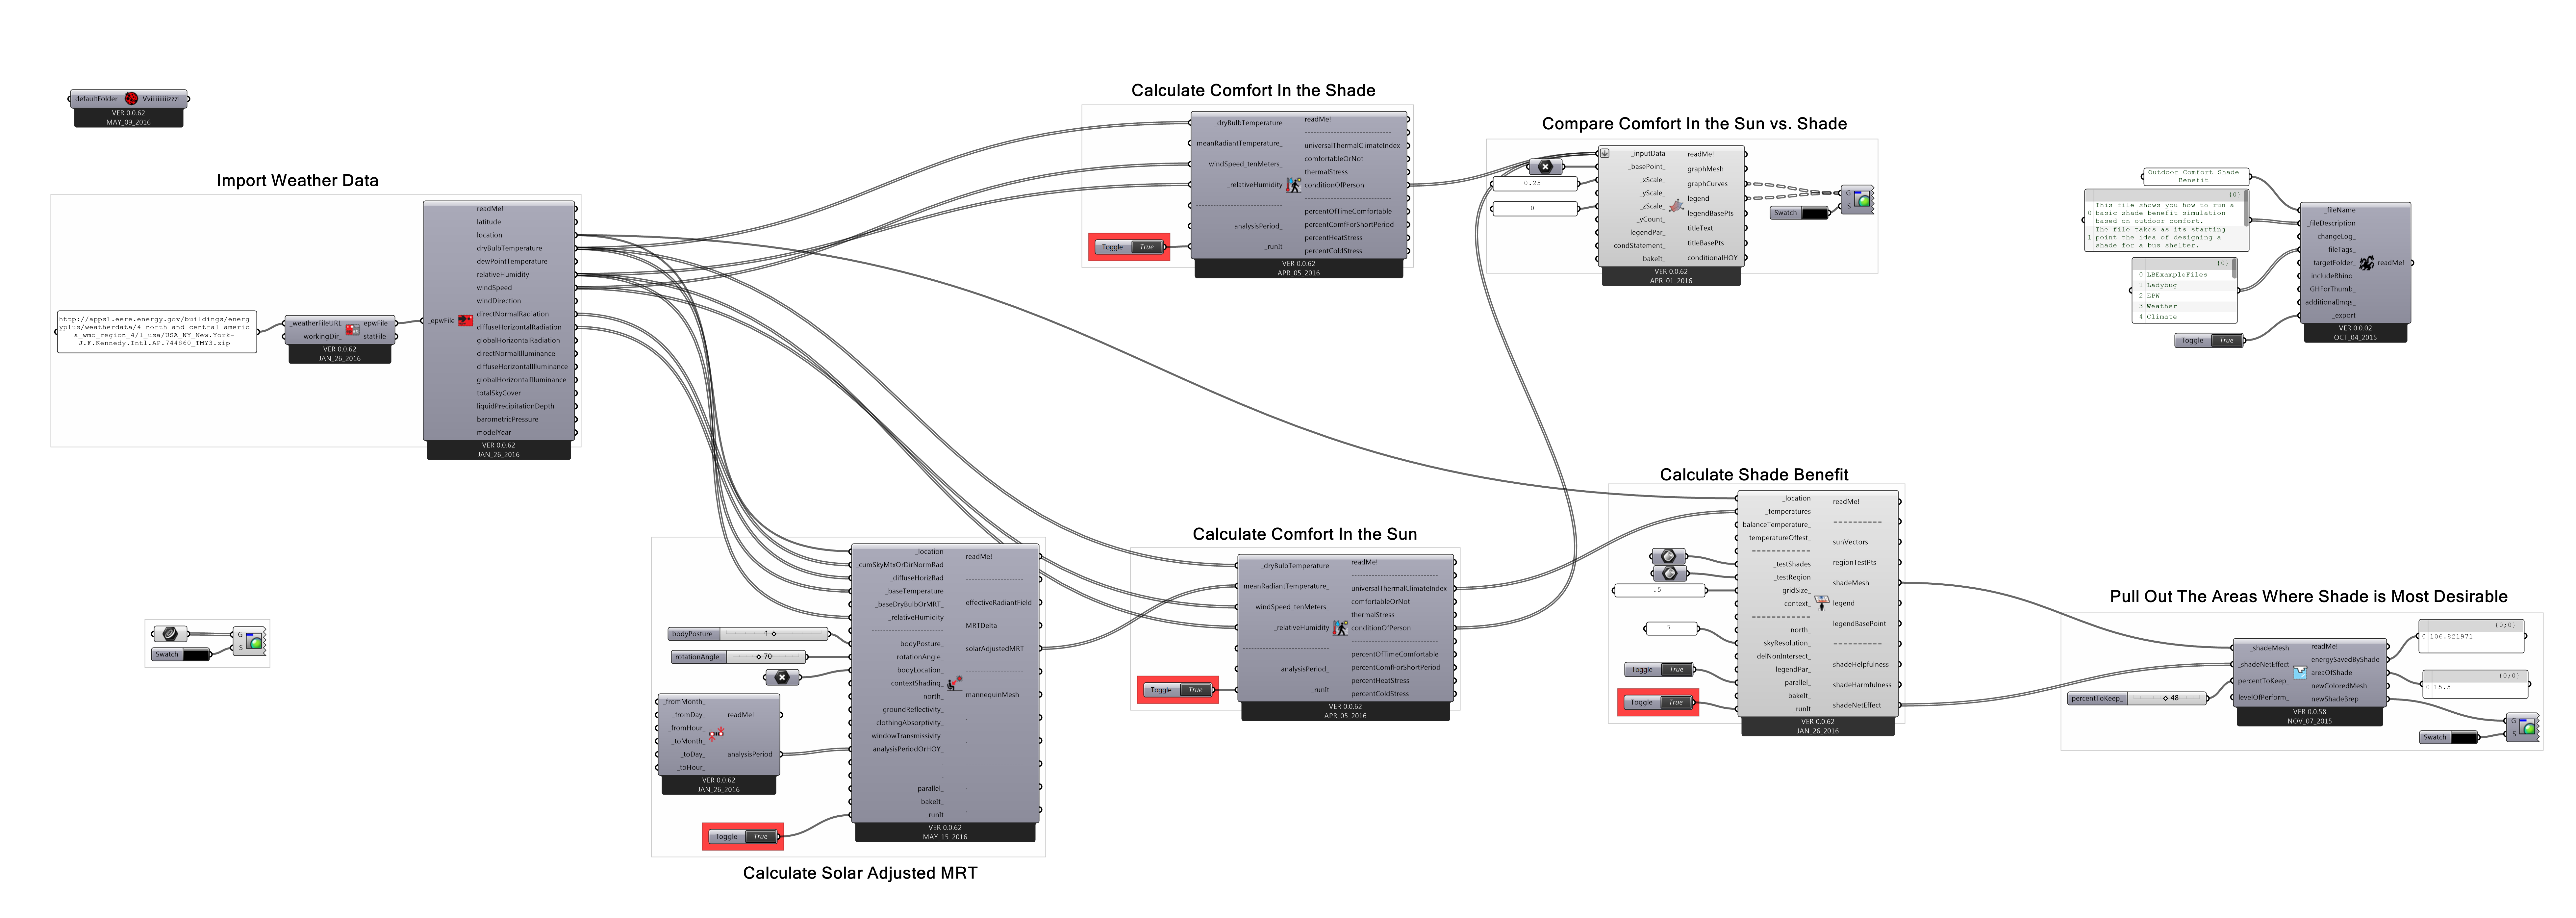 defaultFolder_ Vviiiiiiiizzz!
VER 0.0.62
MAY_09_2016
Import Weather Data
http://apps1.eere.energy.gov/buildings/energ
yplus/weatherdata/4_north_and_central_americ
a_wmo_region_4/1_usa/USA_NY_New.York-
J.F.Kennedy.Intl.AP.744860_TMY3.zip
_weatherFileURL epwFile
workingDir_ statFile
VER 0.0.62
JAN_26_2016
_epwFile
readMe!
latitude
location
dryBulbTemperature
dewPointTemperature
relativeHumidity
windSpeed
windDirection
directNormalRadiation
diffuseHorizontalRadiation
globalHorizontalRadiation
directNormalIlluminance
diffuseHorizontalIlluminance
globalHorizontalIlluminance
totalSkyCover
liquidPrecipitationDepth
barometricPressure
modelYear
VER 0.0.62
JAN_26_2016
G
S
Swatch
Calculate Comfort In the Shade
_dryBulbTemperature
meanRadiantTemperature_
windSpeed_tenMeters_
_relativeHumidity
analysisPeriod_
_runIt
readMe!
universalThermalClimateIndex
comfortableOrNot
thermalStress
conditionOfPerson
percentOfTimeComfortable
percentComfForShortPeriod
percentHeatStress
percentColdStress
Toggle True
VER 0.0.62
APR_05_2016
Compare Comfort In the Sun vs. Shade
0.25
0
_inputData
_basePoint_
_xScale_
_yScale_
_zScale_
_yCount_
legendPar_
condStatement_
bakeIt_
readMe!
graphMesh
graphCurves
legend
legendBasePts
titleText
titleBasePts
conditionalHOY
VER 0.0.62
APR_01_2016
Swatch
G
S
Outdoor Comfort Shade
Benefit
{0}
0 This file shows you how to run a
basic shade benefit simulation
based on outdoor comfort.
1 The file takes as its starting
point the idea of designing a
shade for a bus shelter.
{0}
0 LBExampleFiles
1 Ladybug
2 EPW
3 Weather
4 Climate
Toggle True
_fileName
_fileDescription
changeLog_
fileTags_
targetFolder_
includeRhino_
GHForThumb_
additionalImgs_
_export
readMe!
VER 0.0.02
OCT_04_2015
Calculate Solar Adjusted MRT
bodyPosture_ 1
rotationAngle_ 70
_fromMonth_
_fromDay_
_fromHour_
_toMonth_
_toDay_
_toHour_
readMe!
analysisPeriod
VER 0.0.62
JAN_26_2016
Toggle True
_location
_cumSkyMtxOrDirNormRad
_diffuseHorizRad
_baseTemperature
_baseDryBulbOrMRT_
_relativeHumidity
bodyPosture_
rotationAngle_
bodyLocation_
contextShading_
north_
groundReflectivity_
clothingAbsorptivity_
windowTransmissivity_
analysisPeriodOrHOY_
parallel_
bakeIt_
_runIt
readMe!
effectiveRadiantField
MRTDelta
solarAdjustedMRT
mannequinMesh
VER 0.0.62
MAY_15_2016
Calculate Comfort In the Sun
_dryBulbTemperature
meanRadiantTemperature_
windSpeed_tenMeters_
_relativeHumidity
analysisPeriod_
_runIt
readMe!
universalThermalClimateIndex
comfortableOrNot
thermalStress
conditionOfPerson
percentOfTimeComfortable
percentComfForShortPeriod
percentHeatStress
percentColdStress
Toggle True
VER 0.0.62
APR_05_2016
Calculate Shade Benefit
.5
7
Toggle True
Toggle True
_location
_temperatures
balanceTemperature_
temperatureOffest_
============
_testShades
_testRegion
gridSize_
context_
north_
skyResolution_
delNonIntersect_
legendPar_
parallel_
bakeIt_
_runIt
readMe!
==========
sunVectors
regionTestPts
shadeMesh
legend
legendBasePoint
==========
shadeHelpfulness
shadeHarmfulness
shadeNetEffect
VER 0.0.62
JAN_26_2016
Pull Out The Areas Where Shade is Most Desirable
percentToKeep_ 48
_shadeMesh
_shadeNetEffect
percentToKeep_
levelOfPerform_
readMe!
energySavedByShade
areaOfShade
newColoredMesh
newShadeBrep
VER 0.0.58
NOV_07_2015
{0;0}
0 106.821971
{0;0}
0 15.5
Swatch
G
S